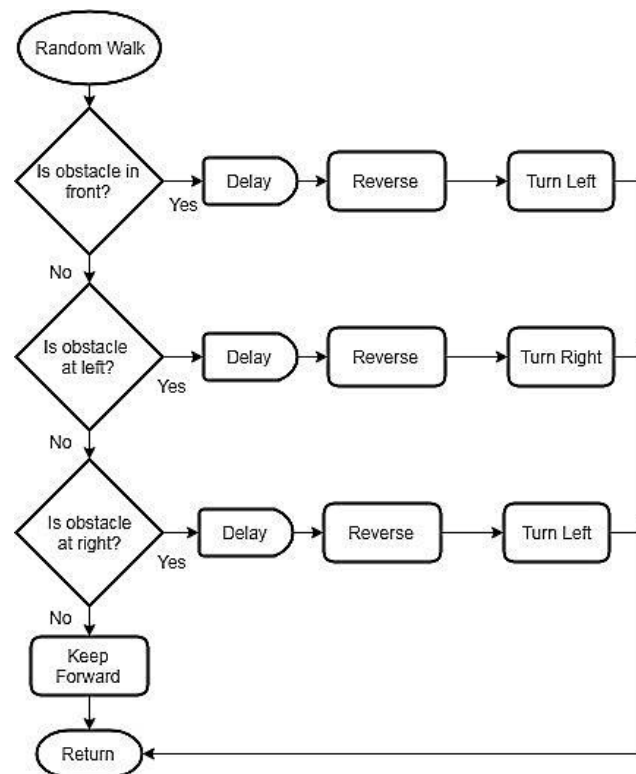 Random Walk
Is obstacle in
front?
Yes
Delay
Reverse
Turn Left
No
Is obstacle
at left?
Yes
Delay
Reverse
Turn Right
No
Is obstacle
at right?
Yes
Delay
Reverse
Turn Left
No
Keep
Forward
Return